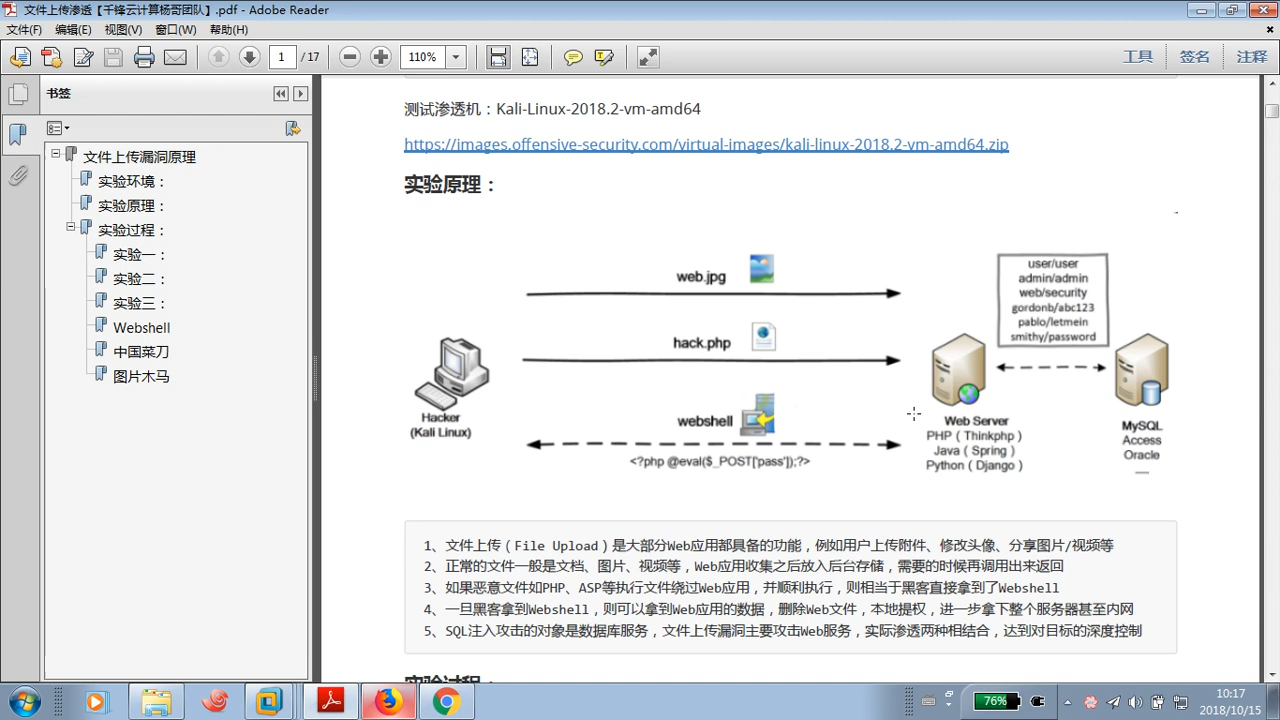 文件上传渗透【千锋云计算杨哥团队】.pdf - Adobe Reader
文件(F) 编辑(E) 视图(V) 窗口(W) 帮助(H)
1 / 17 110% 工具 签名 注释
书签
文件上传漏洞原理
实验环境：
实验原理：
实验过程：
实验一：
实验二：
实验三：
Webshell
中国菜刀
图片木马
测试渗透机：Kali-Linux-2018.2-vm-amd64
https://images.offensive-security.com/virtual-images/kali-linux-2018.2-vm-amd64.zip
实验原理：
web.jpg
hack.php
webshell
<?php @eval($_POST['pass']);?>
Hacker
(Kali Linux)
user/user
admin/admin
web/security
gordonb/abc123
pablo/letmein
smithy/password
Web Server
PHP（Thinkphp）
Java（Spring）
Python（Django）
MySQL
Access
Oracle
1、文件上传（File Upload）是大部分Web应用都具备的功能，例如用户上传附件、修改头像、分享图片/视频等
2、正常的文件一般是文档、图片、视频等，Web应用收集之后放入后台存储，需要的时候再调用出来返回
3、如果恶意文件如PHP、ASP等执行文件绕过Web应用，并顺利执行，则相当于黑客直接拿到了Webshell
4、一旦黑客拿到Webshell，则可以拿到Web应用的数据，删除Web文件，本地提权，进一步拿下整个服务器甚至内网
5、SQL注入攻击的对象是数据库服务，文件上传漏洞主要攻击Web服务，实际渗透两种相结合，达到对目标的深度控制
实验过程：
76%
10:17
2018/10/15